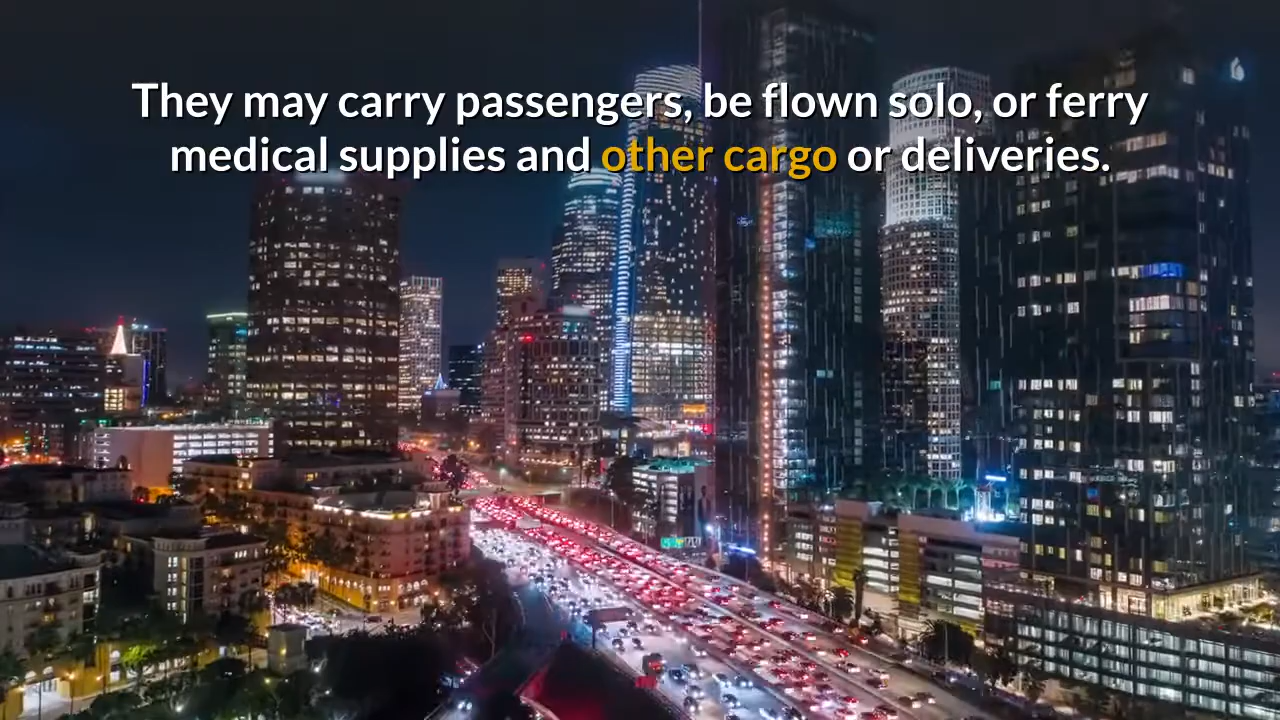 They may carry passengers, be flown solo, or ferry
medical supplies and other cargo or deliveries.